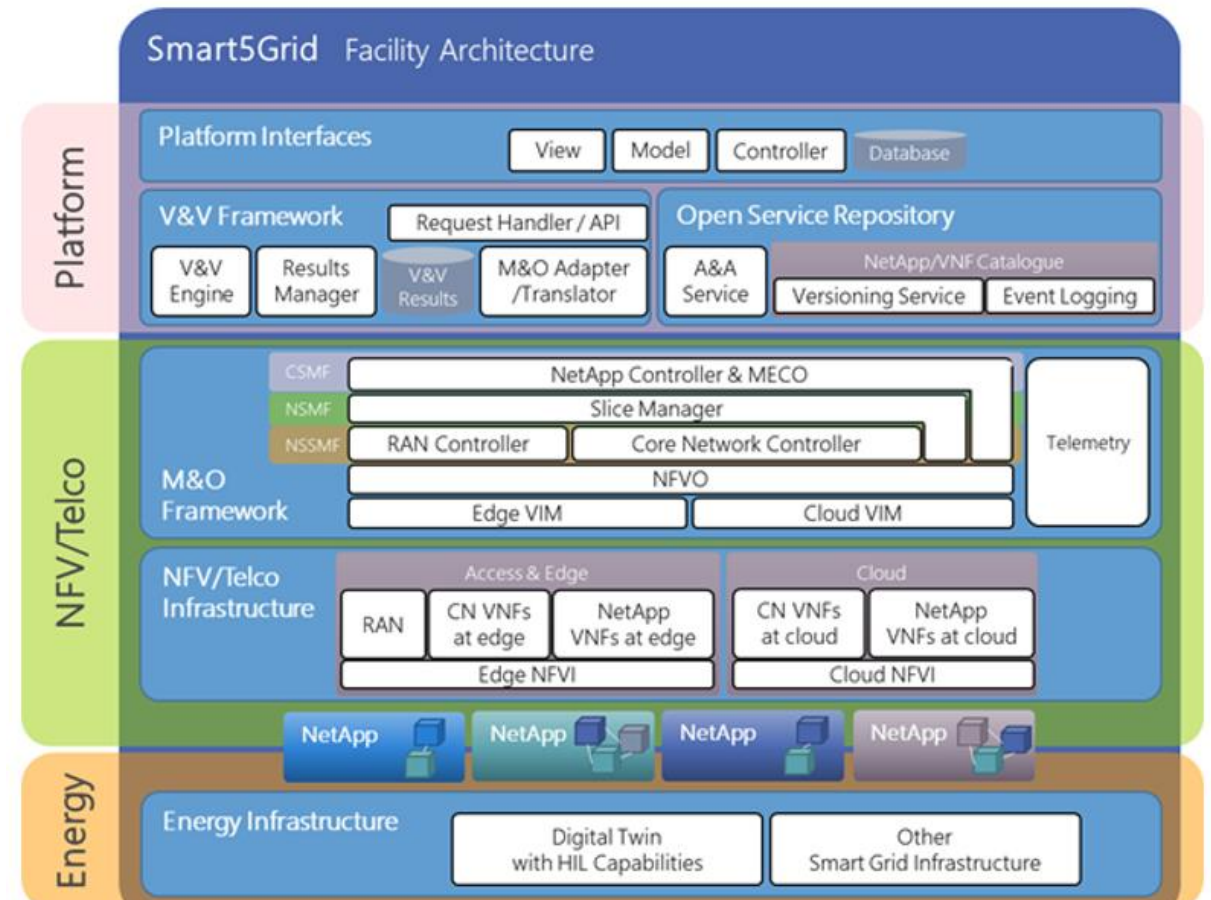 Smart5Grid Facility Architecture
Platform
Platform Interfaces
View
Model
Controller
Database
V&V Framework
Request Handler / API
V&V
Engine
Results
Manager
V&V
Results
M&O Adapter
/Translator
Open Service Repository
A&A
Service
NetApp/VNF Catalogue
Versioning Service
Event Logging
NFV/Telco
M&O
Framework
CSMF
NetApp Controller & MECO
NSMF
Slice Manager
NSSMF
RAN Controller
Core Network Controller
NFVO
Edge VIM
Cloud VIM
Telemetry
NFV/Telco
Infrastructure
Access & Edge
RAN
CN VNFs
at edge
NetApp
VNFs at edge
Edge NFVI
Cloud
CN VNFs
at cloud
NetApp
VNFs at cloud
Cloud NFVI
NetApp
NetApp
NetApp
NetApp
Energy
Energy Infrastructure
Digital Twin
with HIL Capabilities
Other
Smart Grid Infrastructure